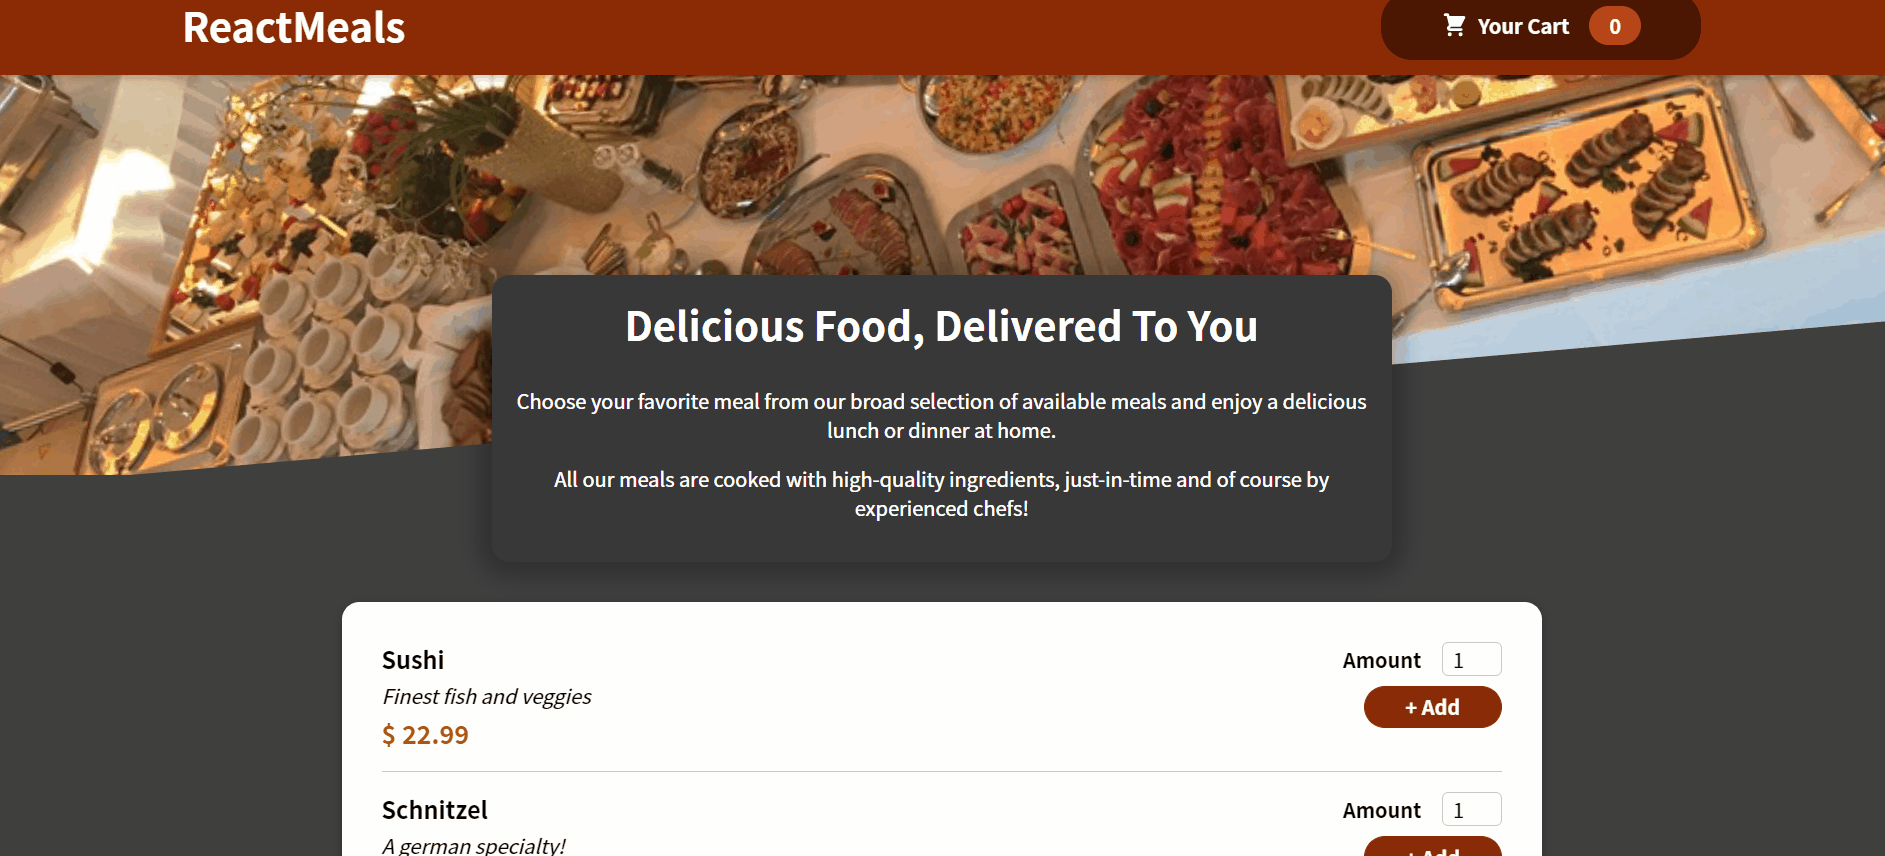 ReactMeals
Your Cart 0
Delicious Food, Delivered To You
Choose your favorite meal from our broad selection of available meals and enjoy a delicious
lunch or dinner at home.
All our meals are cooked with high-quality ingredients, just-in-time and of course by
experienced chefs!
Sushi
Amount 1
Finest fish and veggies
+ Add
$ 22.99
Schnitzel
Amount 1
A german specialty!
+ Add